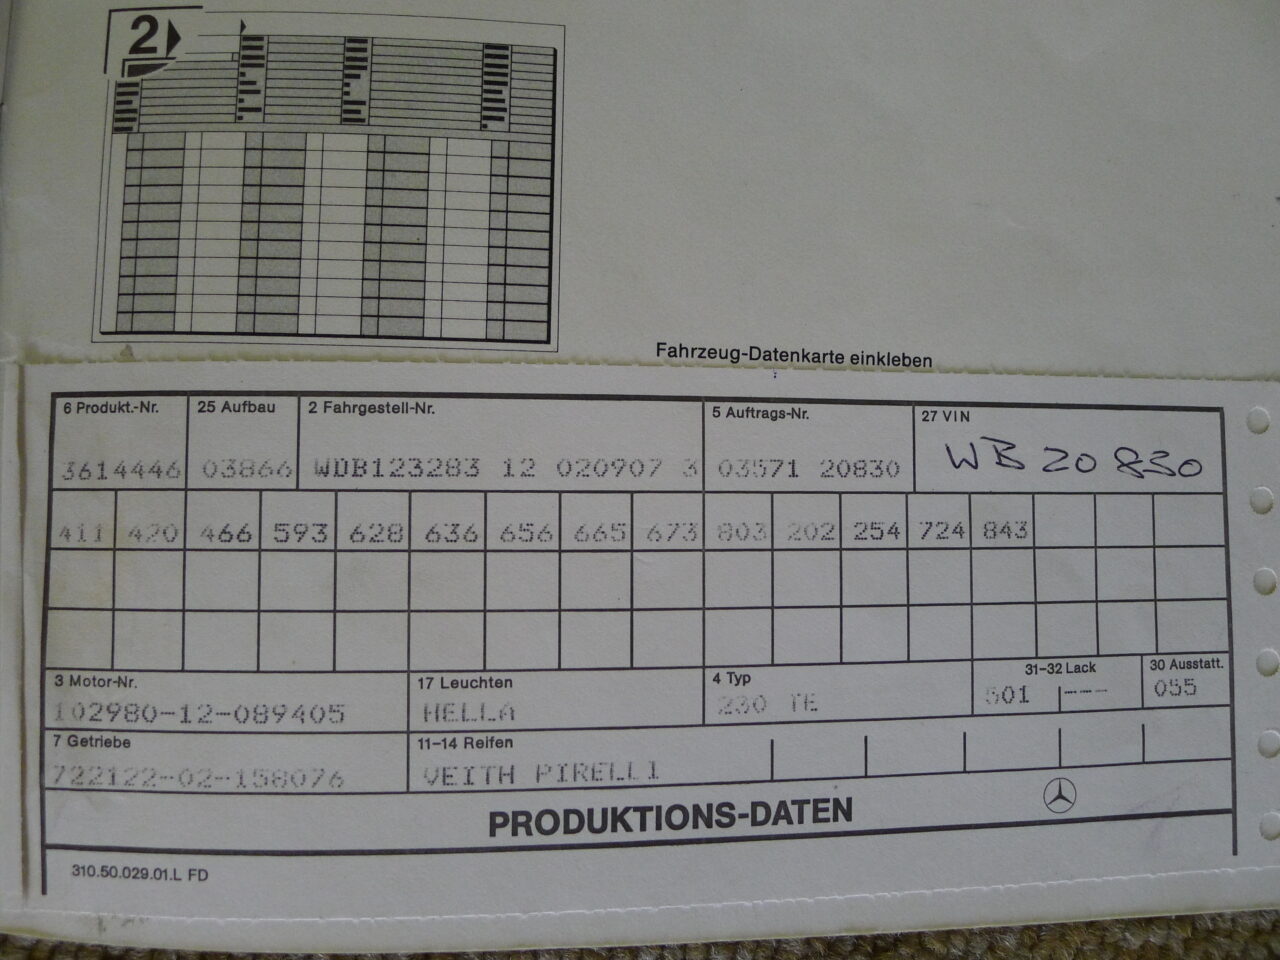 2
Fahrzeug-Datenkarte einkleben
6 Produkt.-Nr. 25 Aufbau 2 Fahrgestell-Nr. 5 Auftrags-Nr. 27 VIN
3614446 03866 WDB123283 12 020907 3 03571 20830 WB 20830
411 420 466 593 628 636 656 665 673 803 202 254 724 843
3 Motor-Nr. 17 Leuchten 4 Typ 31-32 Lack 30 Ausstatt.
102980-12-089405 HELLA 230 TE 501 --- 055
7 Getriebe 11-14 Reifen
722122-02-158076 VEITH PIRELLI
PRODUKTIONS-DATEN
310.50.029.01.L FD